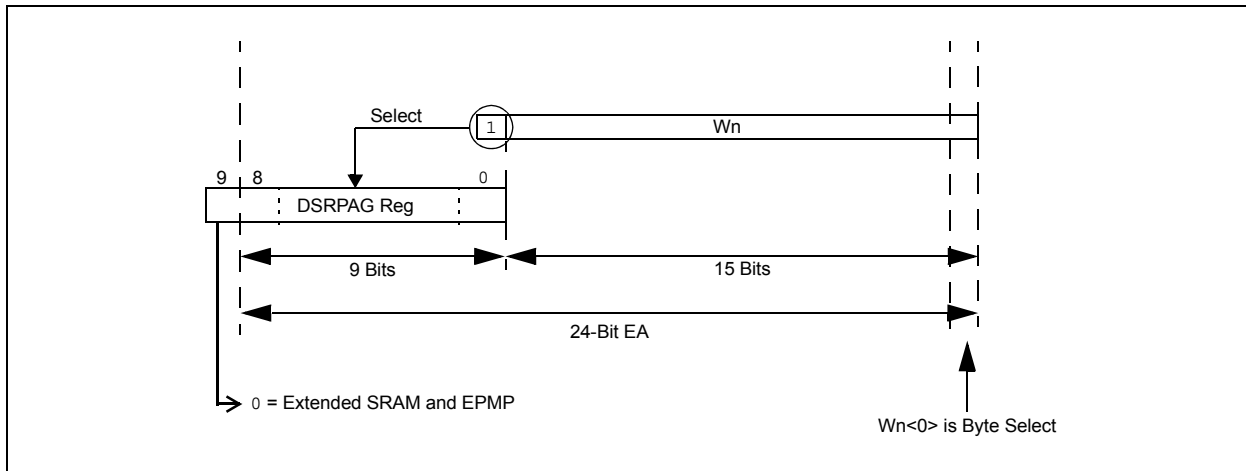 Select
1
Wn
9 8 0
DSRPAG Reg
9 Bits
15 Bits
24-Bit EA
0 = Extended SRAM and EPMP
Wn<0> is Byte Select